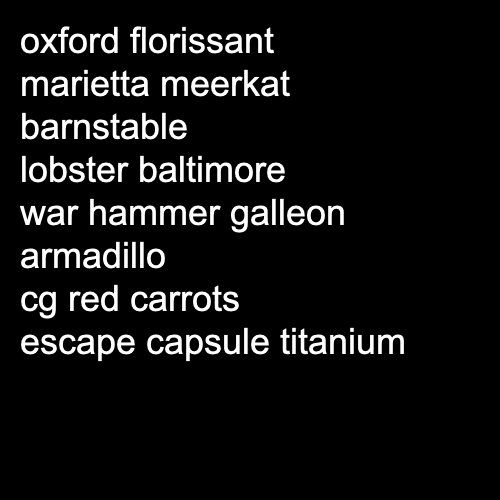 oxford florissant
marietta meerkat
barnstable
lobster baltimore
war hammer galleon
armadillo
cg red carrots
escape capsule titanium